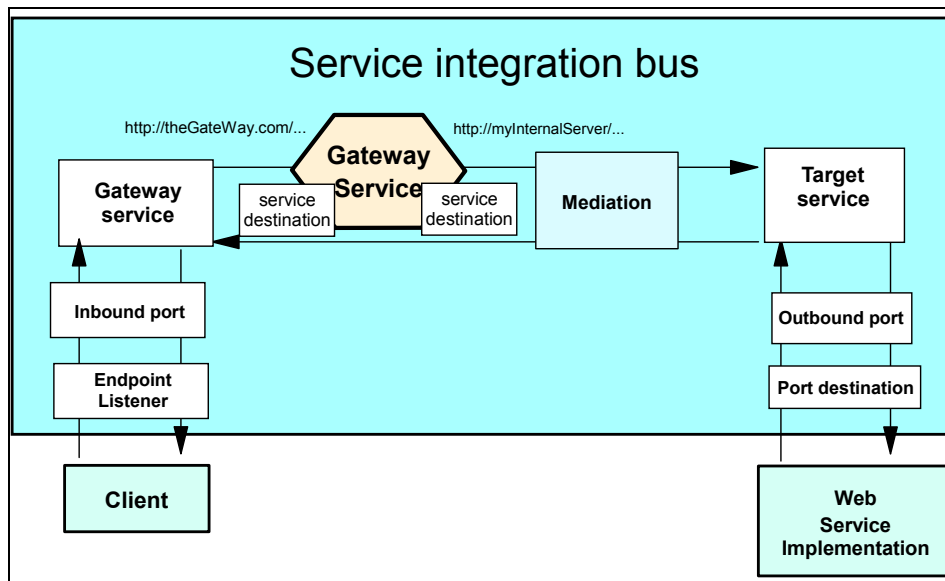 Service integration bus
http://theGateWay.com/...
http://myInternalServer/...
Gateway
Service
Gateway
service
service
destination
service
destination
Mediation
Target
service
Inbound port
Outbound port
Endpoint
Listener
Port destination
Client
Web
Service
Implementation